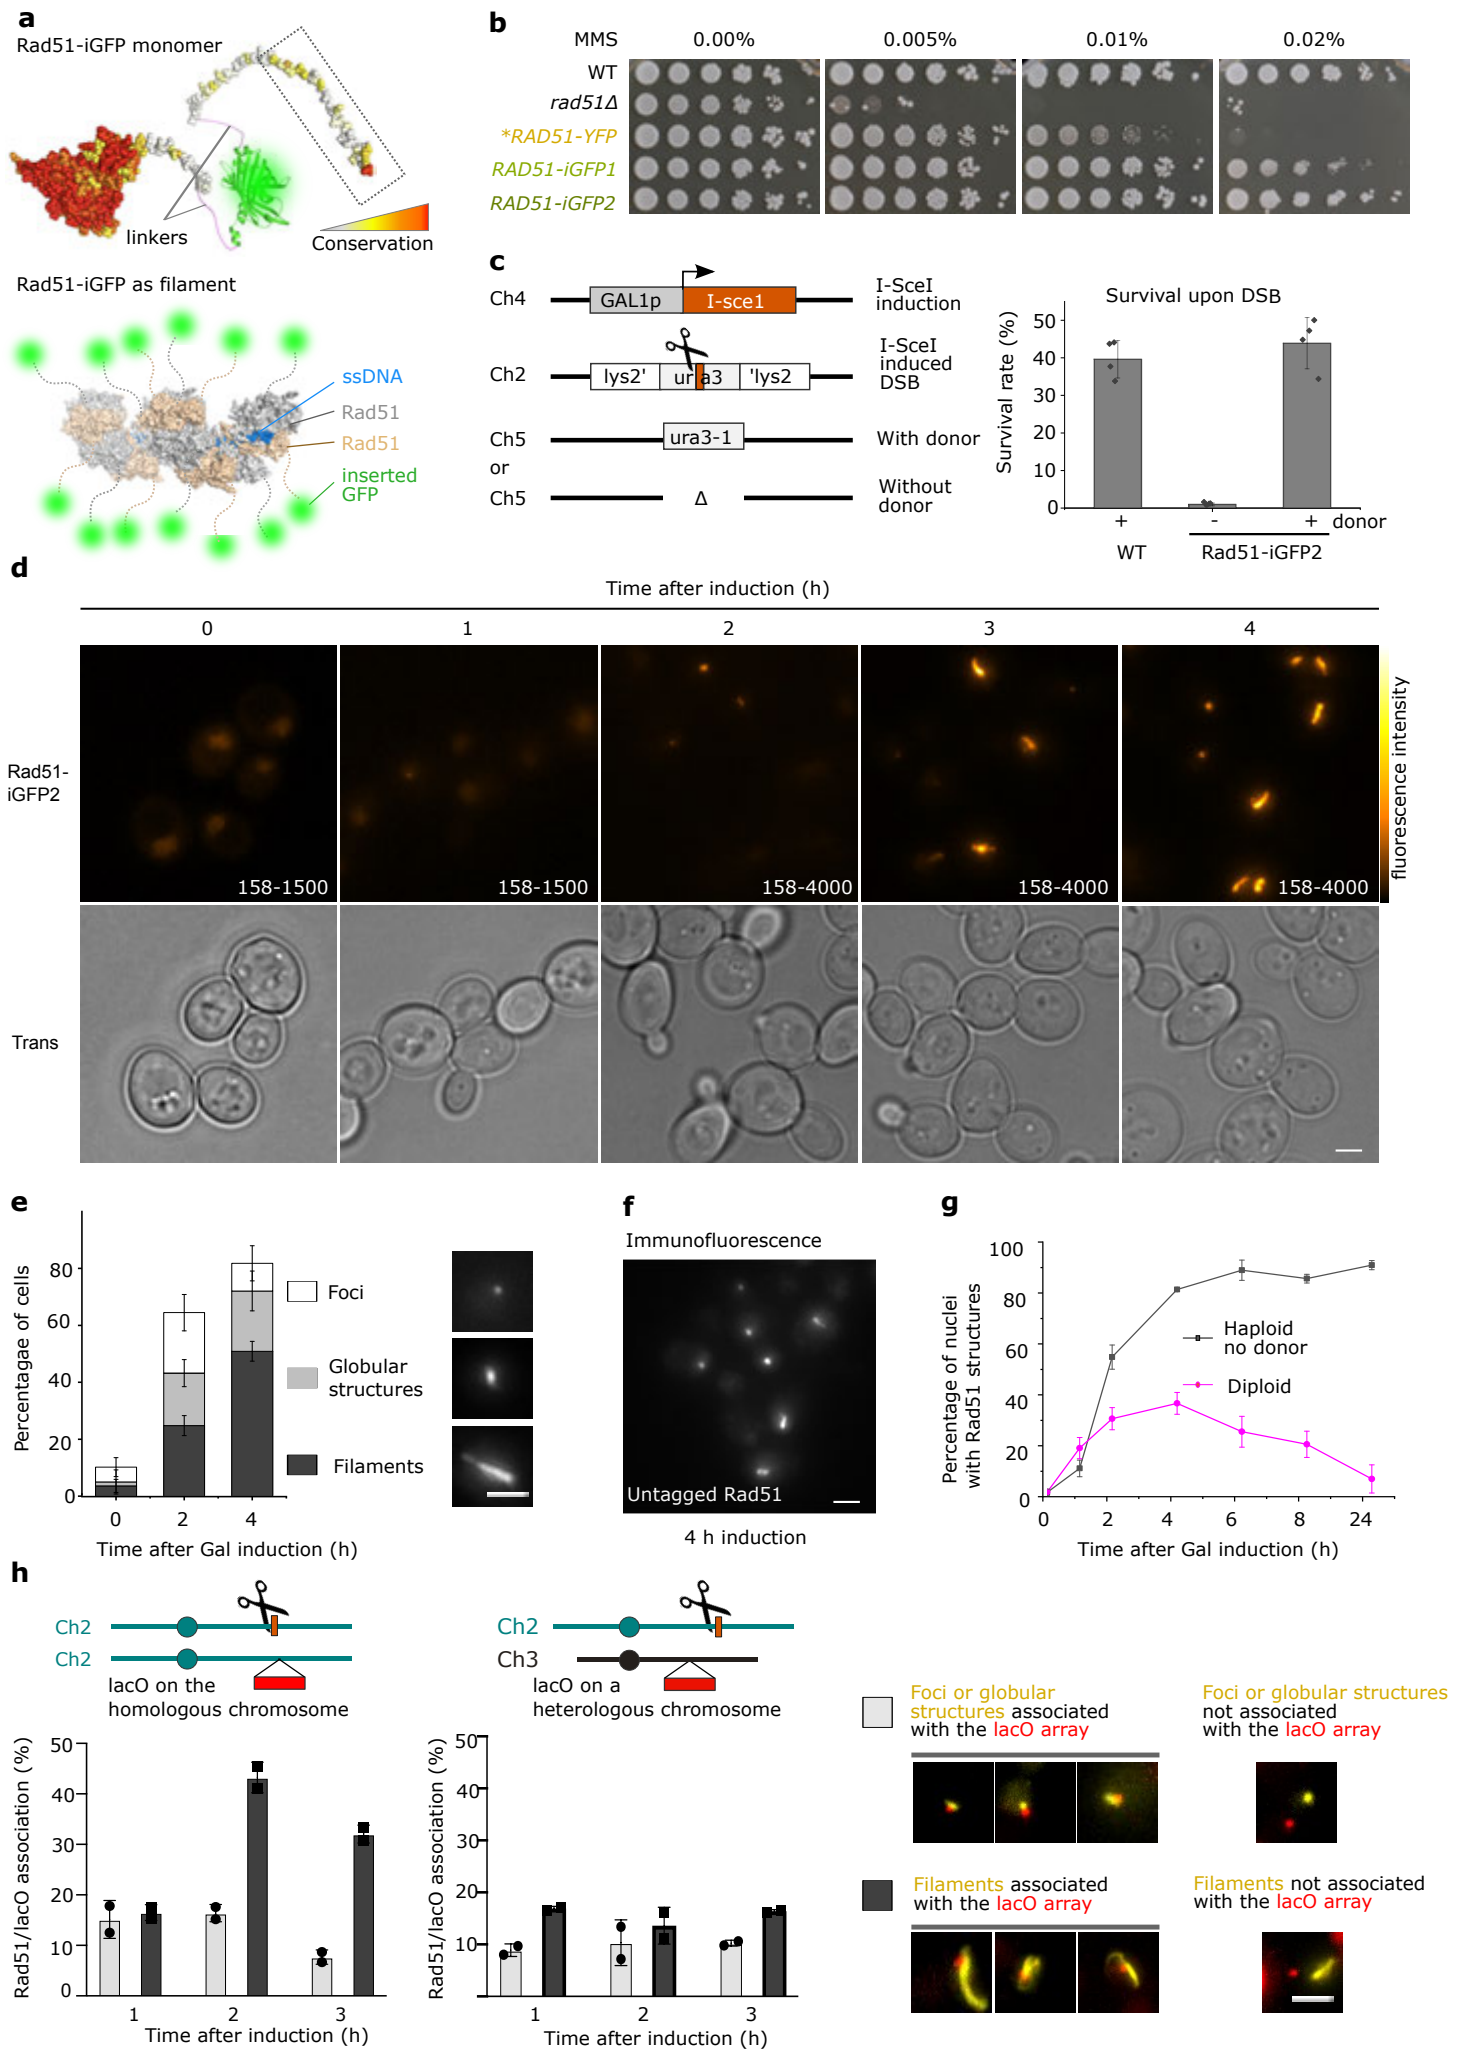 a
Rad51-iGFP monomer
linkers
Conservation
Rad51-iGFP as filament
ssDNA
Rad51
Rad51
inserted
GFP
b
MMS 0.00% 0.005% 0.01% 0.02%
WT
rad51Δ
*RAD51-YFP
RAD51-iGFP1
RAD51-iGFP2
c
Ch4
GAL1p I-sce1
I-SceI
induction
Ch2
lys2' ur a3 'lys2
I-SceI
induced
DSB
Ch5
ura3-1
With donor
or
Ch5
Δ
Without
donor
Survival upon DSB
Survival rate (%)
50
40
30
20
10
0
+ - + donor
WT Rad51-iGFP2
d
Time after induction (h)
0 1 2 3 4
Rad51-
iGFP2
158-1500 158-1500 158-4000 158-4000 158-4000
fluorescence intensity
Trans
e
Percentagae of cells
80
60
40
20
0
0 2 4
Time after Gal induction (h)
Foci
Globular
structures
Filaments
f
Immunofluorescence
Untagged Rad51
4 h induction
g
Percentage of nuclei
with Rad51 structures
100
80
60
40
20
0
0 2 4 6 8 24
Time after Gal induction (h)
Haploid
no donor
Diploid
h
Ch2
Ch2
lacO on the
homologous chromosome
Rad51/lacO association (%)
50
40
30
20
10
0
1 2 3
Time after induction (h)
Ch2
Ch3
lacO on a
heterologous chromosome
Rad51/lacO association (%)
50
40
30
20
10
0
1 2 3
Time after induction (h)
Foci or globular
structures associated
with the lacO array
Foci or globular structures
not associated
with the lacO array
Filaments associated
with the lacO array
Filaments not associated
with the lacO array